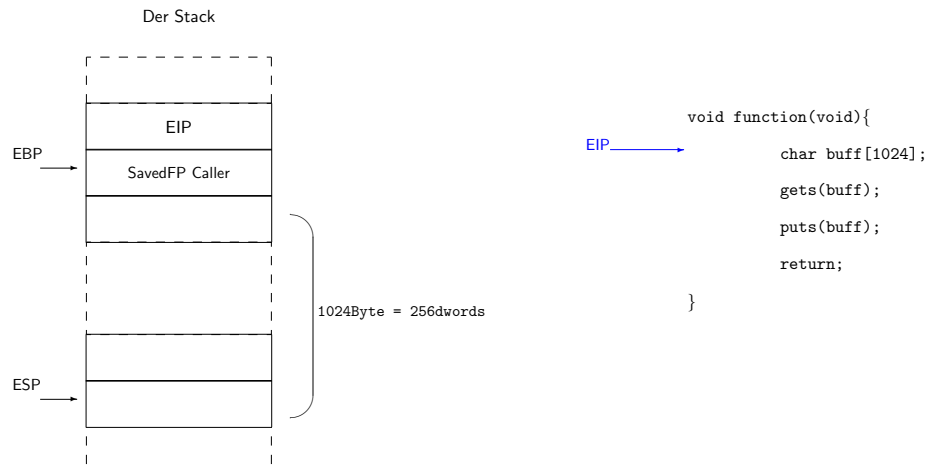 Der Stack
EIP
EBP
SavedFP Caller
1024Byte = 256dwords
ESP
void function(void){
EIP
char buff[1024];
gets(buff);
puts(buff);
return;
}